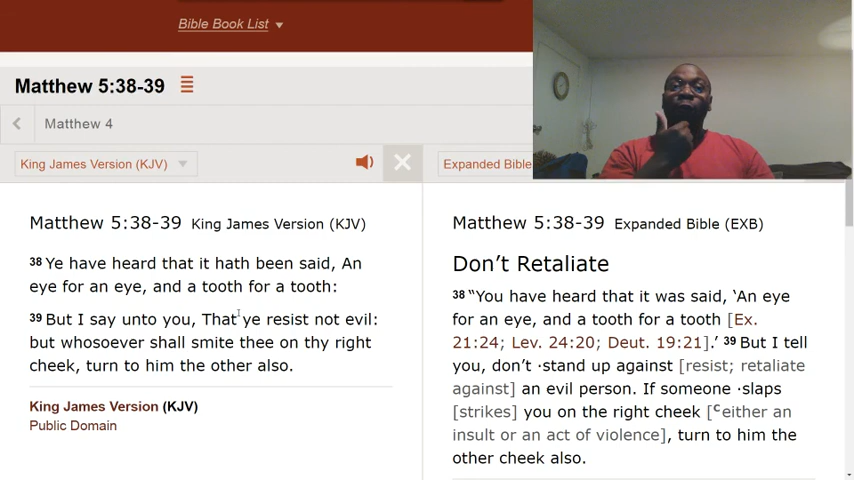 Bible Book List
Matthew 5:38-39
Matthew 4
King James Version (KJV)
Expanded Bible
Matthew 5:38-39 King James Version (KJV)
38 Ye have heard that it hath been said, An
eye for an eye, and a tooth for a tooth:
39 But I say unto you, That ye resist not evil:
but whosoever shall smite thee on thy right
cheek, turn to him the other also.
King James Version (KJV)
Public Domain
Matthew 5:38-39 Expanded Bible (EXB)
Don’t Retaliate
38 “You have heard that it was said, ‘An eye
for an eye, and a tooth for a tooth [Ex.
21:24; Lev. 24:20; Deut. 19:21].’ 39 But I tell
you, don’t ·stand up against [resist; retaliate
against] an evil person. If someone ·slaps
[strikes] you on the right cheek [C either an
insult or an act of violence], turn to him the
other cheek also.